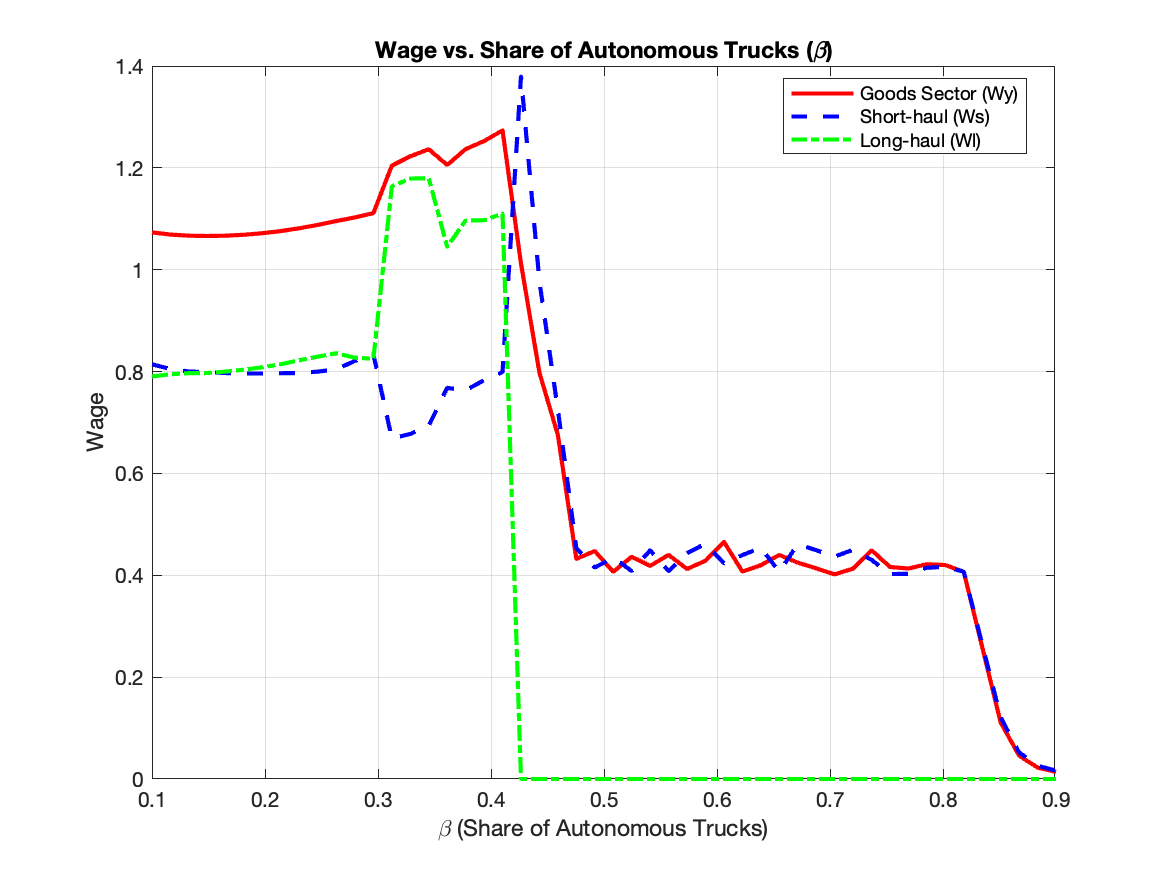 Wage vs. Share of Autonomous Trucks (β)
Goods Sector (Wy)
Short-haul (Ws)
Long-haul (Wl)
1.4
1.2
1
0.8
0.6
0.4
0.2
0
Wage
0.1 0.2 0.3 0.4 0.5 0.6 0.7 0.8 0.9
β (Share of Autonomous Trucks)